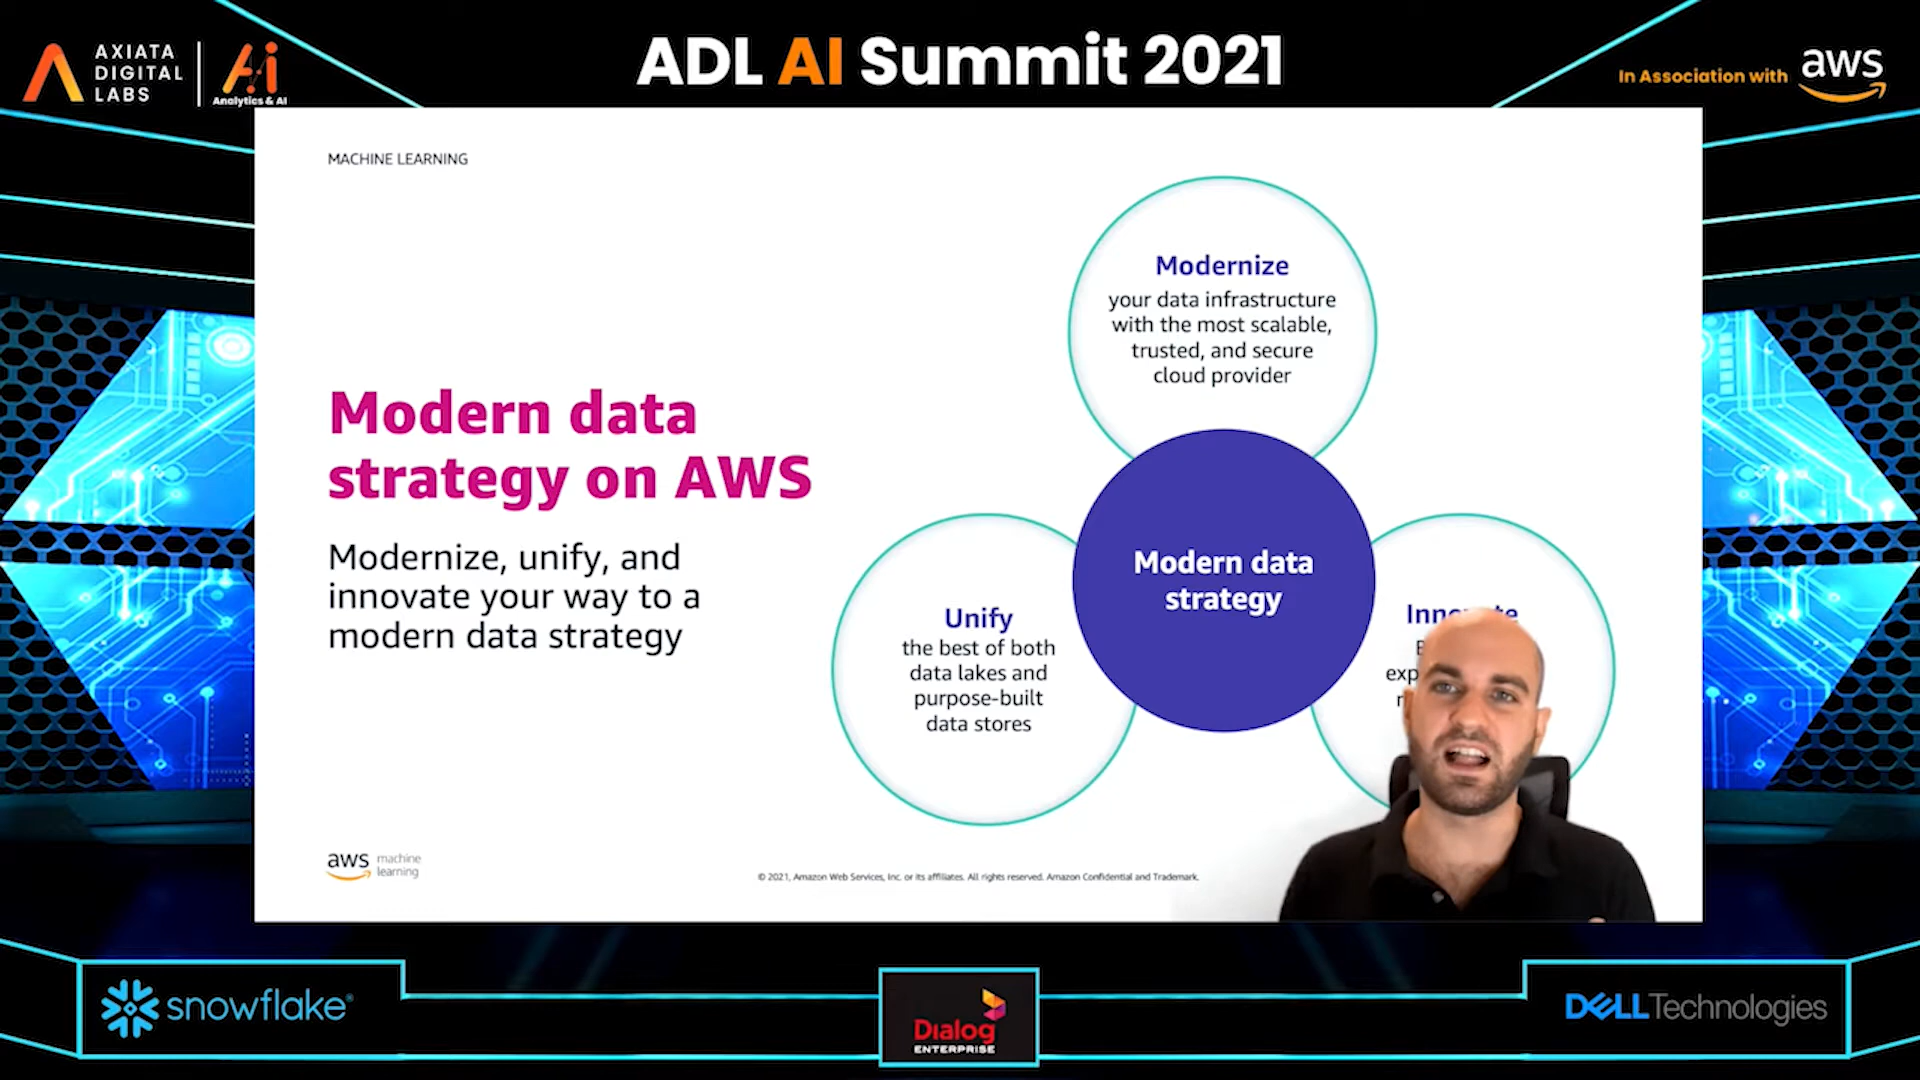 AXIATA
DIGITAL
LABS
Ai
Analytics & AI
ADL AI Summit 2021
In Association with
aws
MACHINE LEARNING
Modern data
strategy on AWS
Modernize, unify, and
innovate your way to a
modern data strategy
Modernize
your data infrastructure
with the most scalable,
trusted, and secure
cloud provider
Modern data
strategy
Unify
the best of both
data lakes and
purpose-built
data stores
aws machine
learning
© 2021, Amazon Web Services, Inc. or its affiliates. All rights reserved. Amazon Confidential and Trademark.
snowflake®
Dialog
ENTERPRISE
DELL Technologies